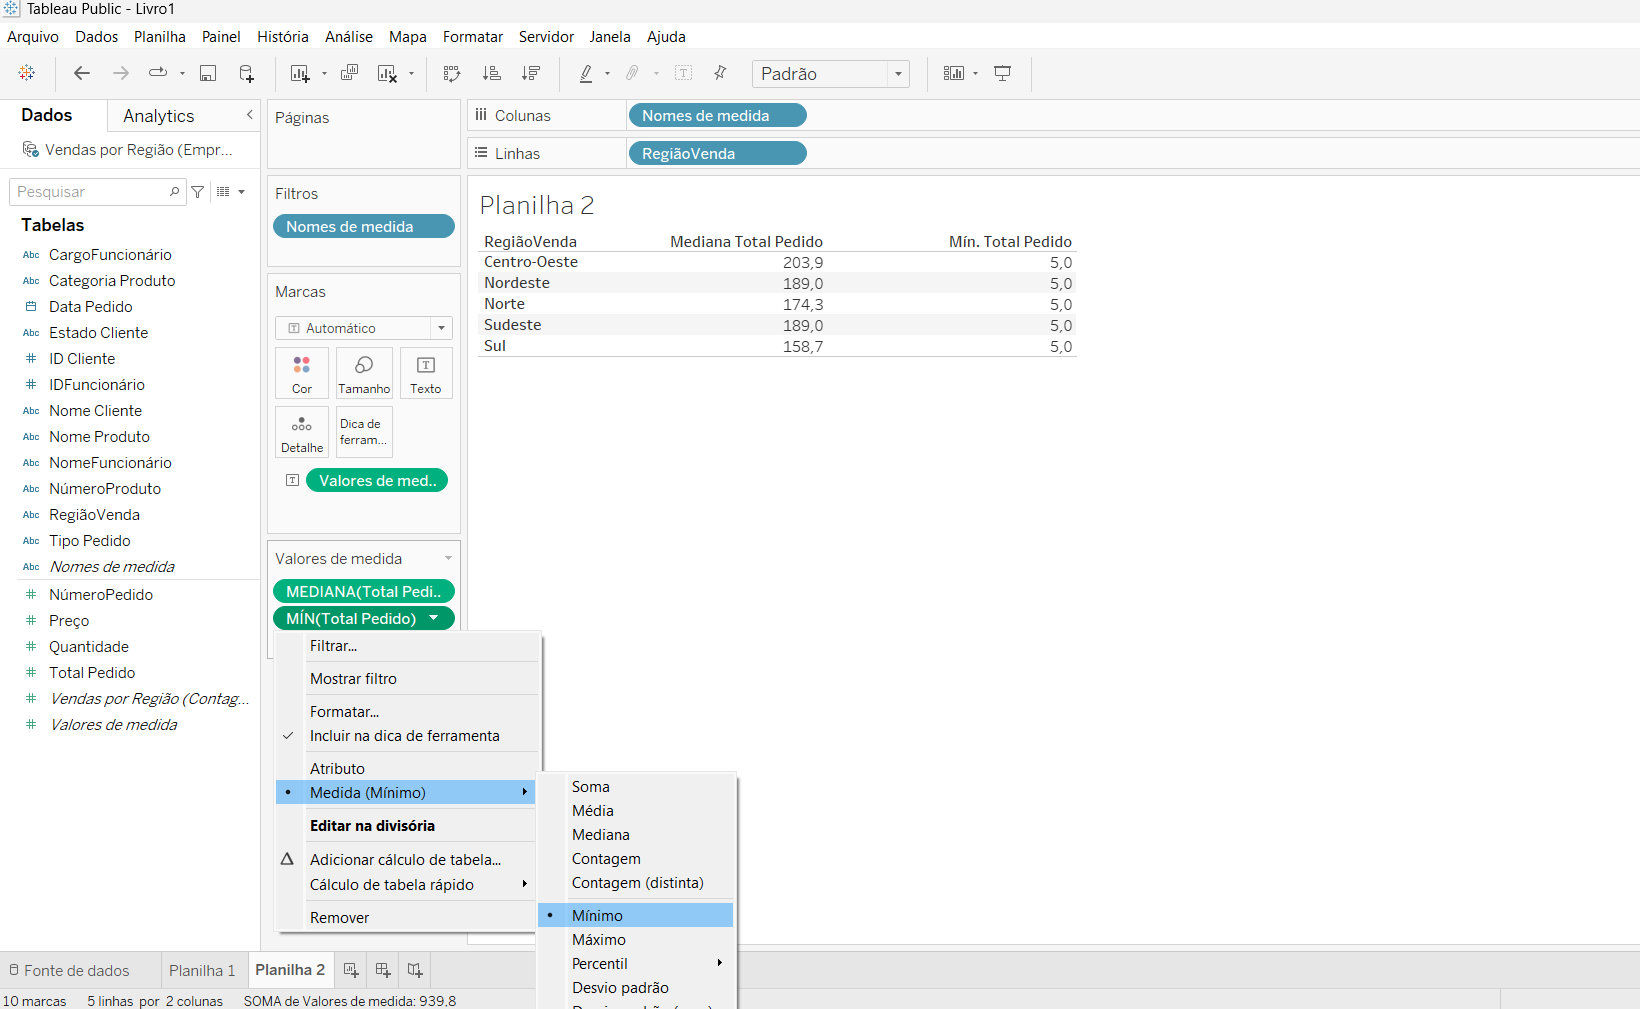 Tableau Public - Livro1
Arquivo Dados Planilha Painel História Análise Mapa Formatar Servidor Janela Ajuda
Padrão
Dados Analytics
Vendas por Região (Empr...
Pesquisar
Tabelas
Abc CargoFuncionário
Abc Categoria Produto
Data Pedido
Abc Estado Cliente
# ID Cliente
# IDFuncionário
Abc Nome Cliente
Abc Nome Produto
Abc NomeFuncionário
Abc NúmeroProduto
Abc RegiãoVenda
Abc Tipo Pedido
Abc Nomes de medida
# NúmeroPedido
# Preço
# Quantidade
# Total Pedido
# Vendas por Região (Contag...
# Valores de medida
Páginas
Filtros
Nomes de medida
Marcas
T Automático
Cor Tamanho T Texto
Detalhe Dica de ferram...
T Valores de med..
Valores de medida
MEDIANA(Total Pedi..
MÍN(Total Pedido)
Filtrar...
Mostrar filtro
Formatar...
Incluir na dica de ferramenta
Atributo
Medida (Mínimo)
Editar na divisória
Adicionar cálculo de tabela...
Cálculo de tabela rápido
Remover
Soma
Média
Mediana
Contagem
Contagem (distinta)
Mínimo
Máximo
Percentil
Desvio padrão
Colunas Nomes de medida
Linhas RegiãoVenda
Planilha 2
RegiãoVenda Mediana Total Pedido Mín. Total Pedido
Centro-Oeste 203,9 5,0
Nordeste 189,0 5,0
Norte 174,3 5,0
Sudeste 189,0 5,0
Sul 158,7 5,0
Fonte de dados Planilha 1 Planilha 2
10 marcas 5 linhas por 2 colunas SOMA de Valores de medida: 939,8